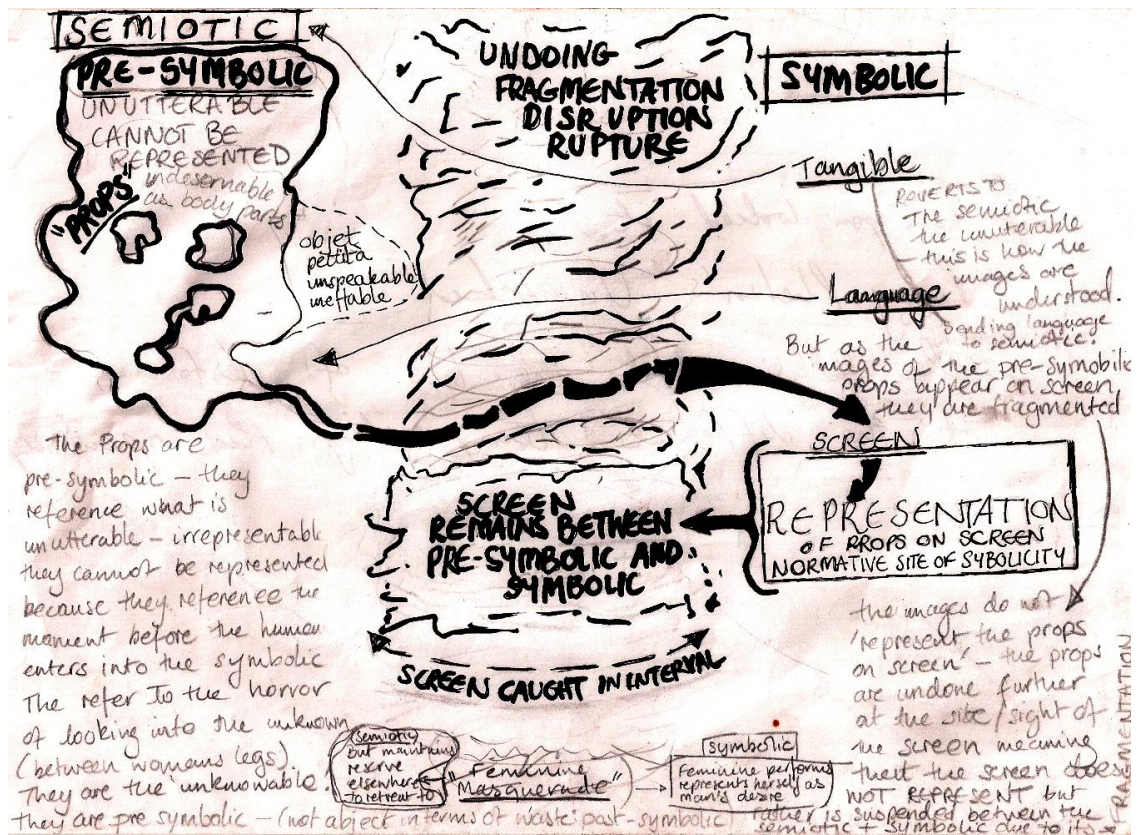 SEMIOTIC
PRE-SYMBOLIC
UNUTTERABLE
CANNOT BE
REPRESENTED
undesernable
as body parts
"PROPS"
objet
pettita
unspeakable
ineffable
UNDOING
FRAGMENTATION
DISRUPTION
RUPTURE
SYMBOLIC
Tangible
ROVERTS TO
The semiotic
the unuterable
- this is how the
images are
understood.
Language
Sending language
to semiotic.
But as the
images of the pre-symobilic
props appear on screen
they are fragmented
SCREEN
REPRESENTATION
OF PROPS ON SCREEN
NORMATIVE SITE OF SYBOLICITY
SCREEN
REMAINS BETWEEN
PRE-SYMBOLIC AND
SYMBOLIC
SCREEN CAUGHT IN INTERVAL
The Props are
pre-symbolic – they
reference what is
unutterable – irrepresentable
they cannot be represented
because they reference the
moment before the human
enters into the symbolic
The refer to the horror
of looking into the unknown
(between womans legs).
They are the unknowable.
they are pre symbolic – (not abject in terms of waste: post-symbolic)
semiotic
But maintains
reserve
elsewhere
to retreat to
"Feminine
Masquerade"
symbolic
Feminine performs
represents herself as
man's desire
the images do not
'represent the props
on screen' – the props
are undone further
at the site/sight of
the screen meaning
that the screen does
NOT REPRESENT but
rather is suspended between the
semiotic + symbolic due to its
FRAGMENTATION